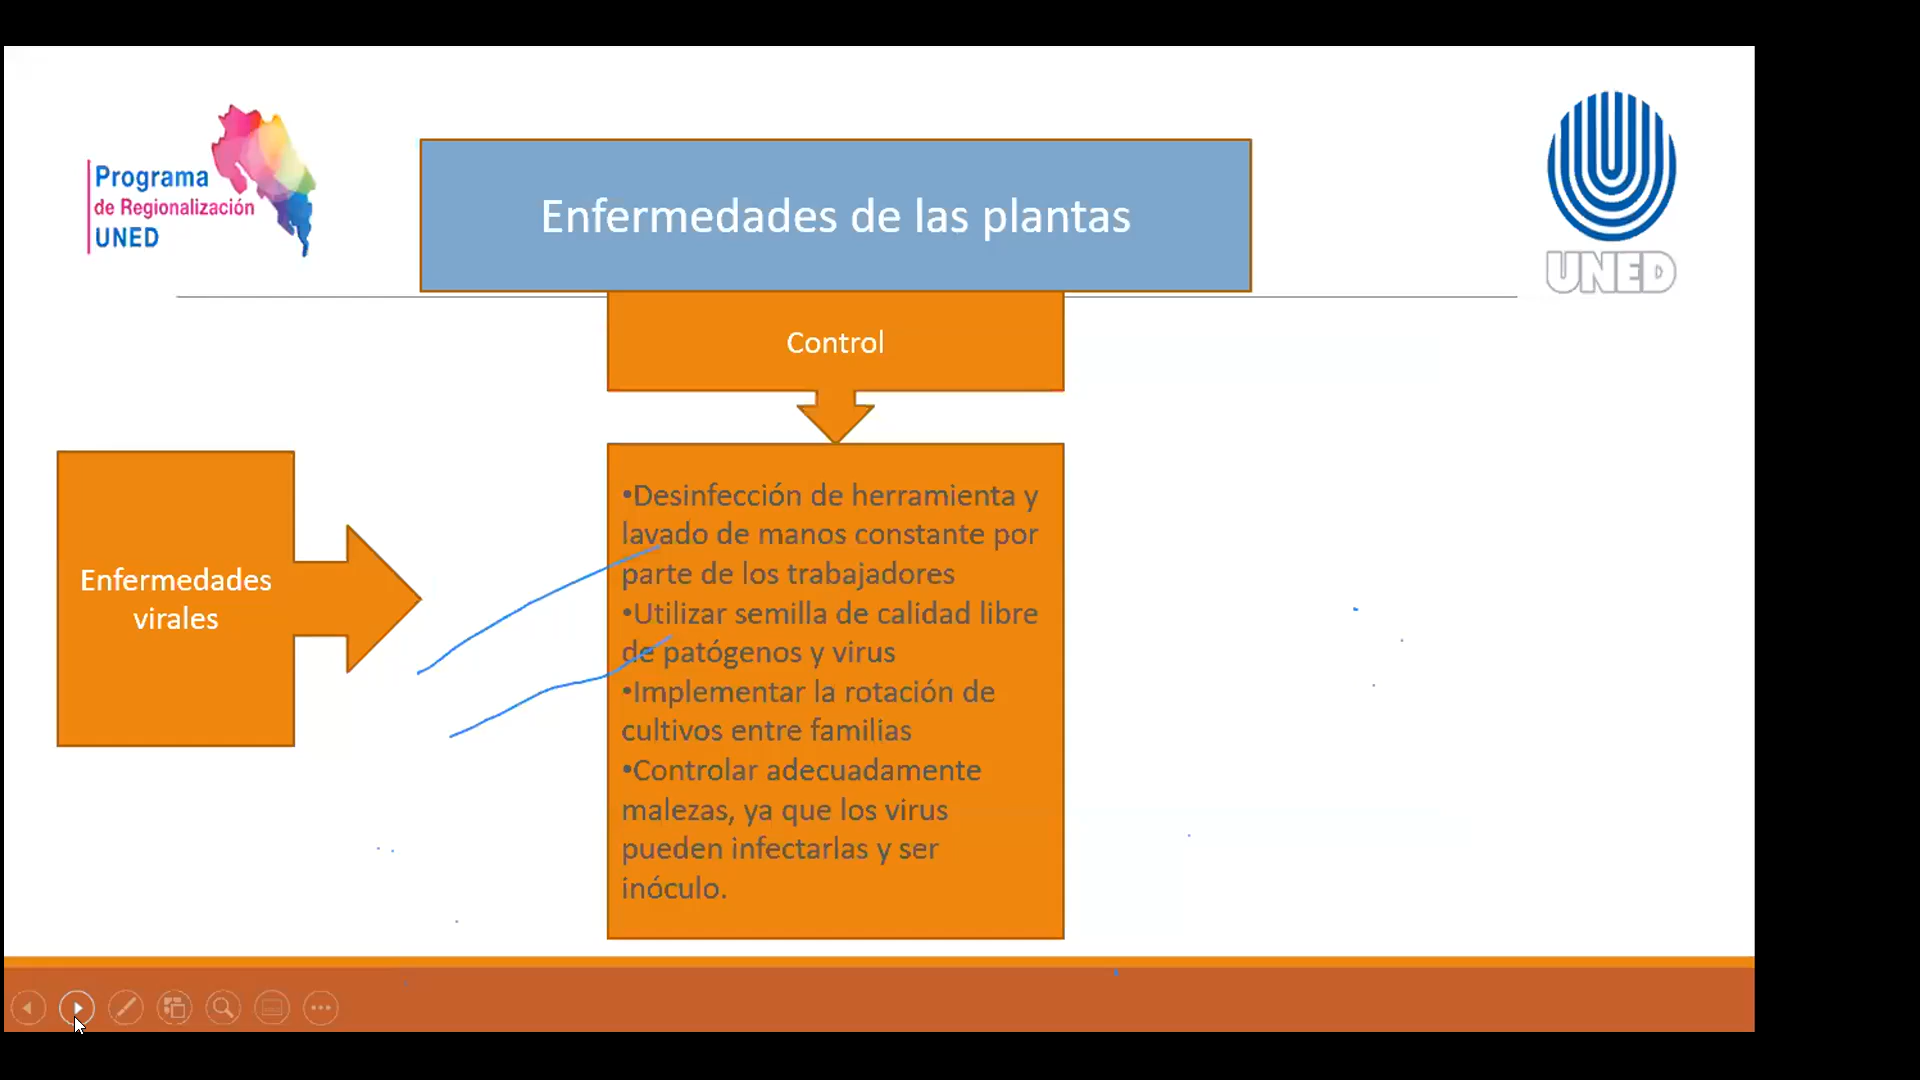 Programa
de Regionalización
UNED
Enfermedades de las plantas
UNED
Control
Enfermedades
virales
•Desinfección de herramienta y
lavado de manos constante por
parte de los trabajadores
•Utilizar semilla de calidad libre
de patógenos y virus
•Implementar la rotación de
cultivos entre familias
•Controlar adecuadamente
malezas, ya que los virus
pueden infectarlas y ser
inóculo.